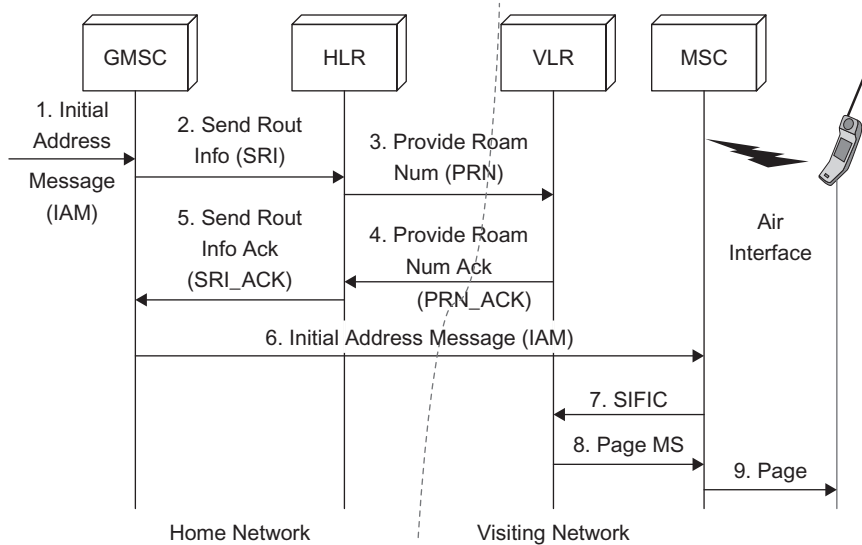 GMSC
HLR
VLR
MSC
1. Initial
Address
Message
(IAM)
2. Send Rout
Info (SRI)
3. Provide Roam
Num (PRN)
5. Send Rout
Info Ack
(SRI_ACK)
4. Provide Roam
Num Ack
(PRN_ACK)
Air
Interface
6. Initial Address Message (IAM)
7. SIFIC
8. Page MS
9. Page
Home Network
Visiting Network